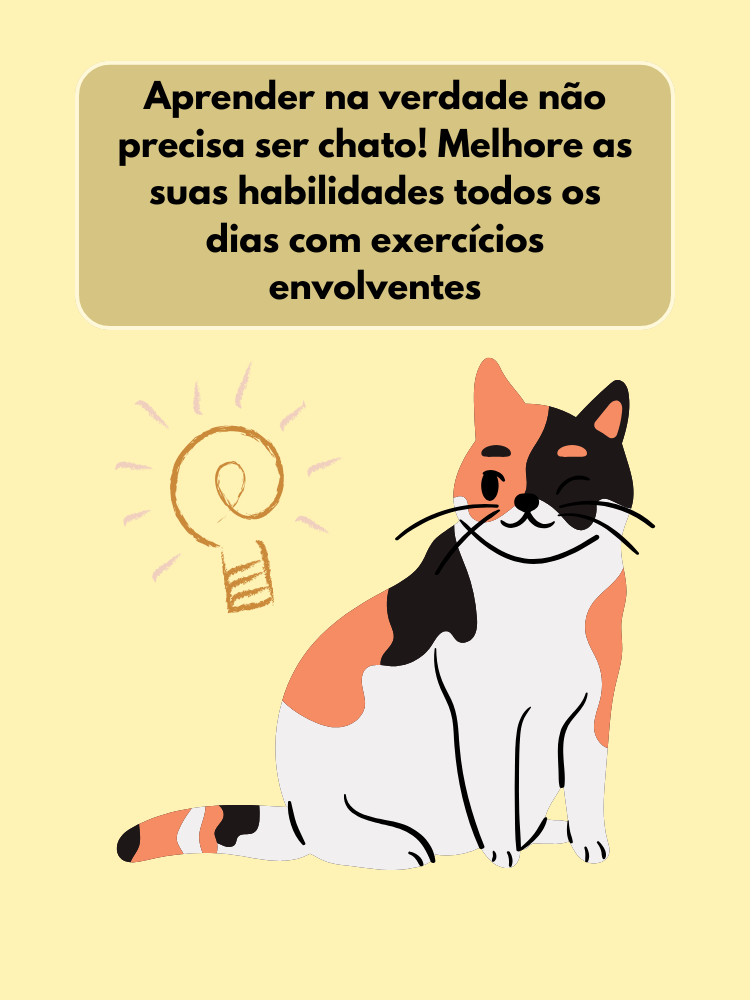 Aprender na verdade não
precisa ser chato! Melhore as
suas habilidades todos os
dias com exercícios
envolventes